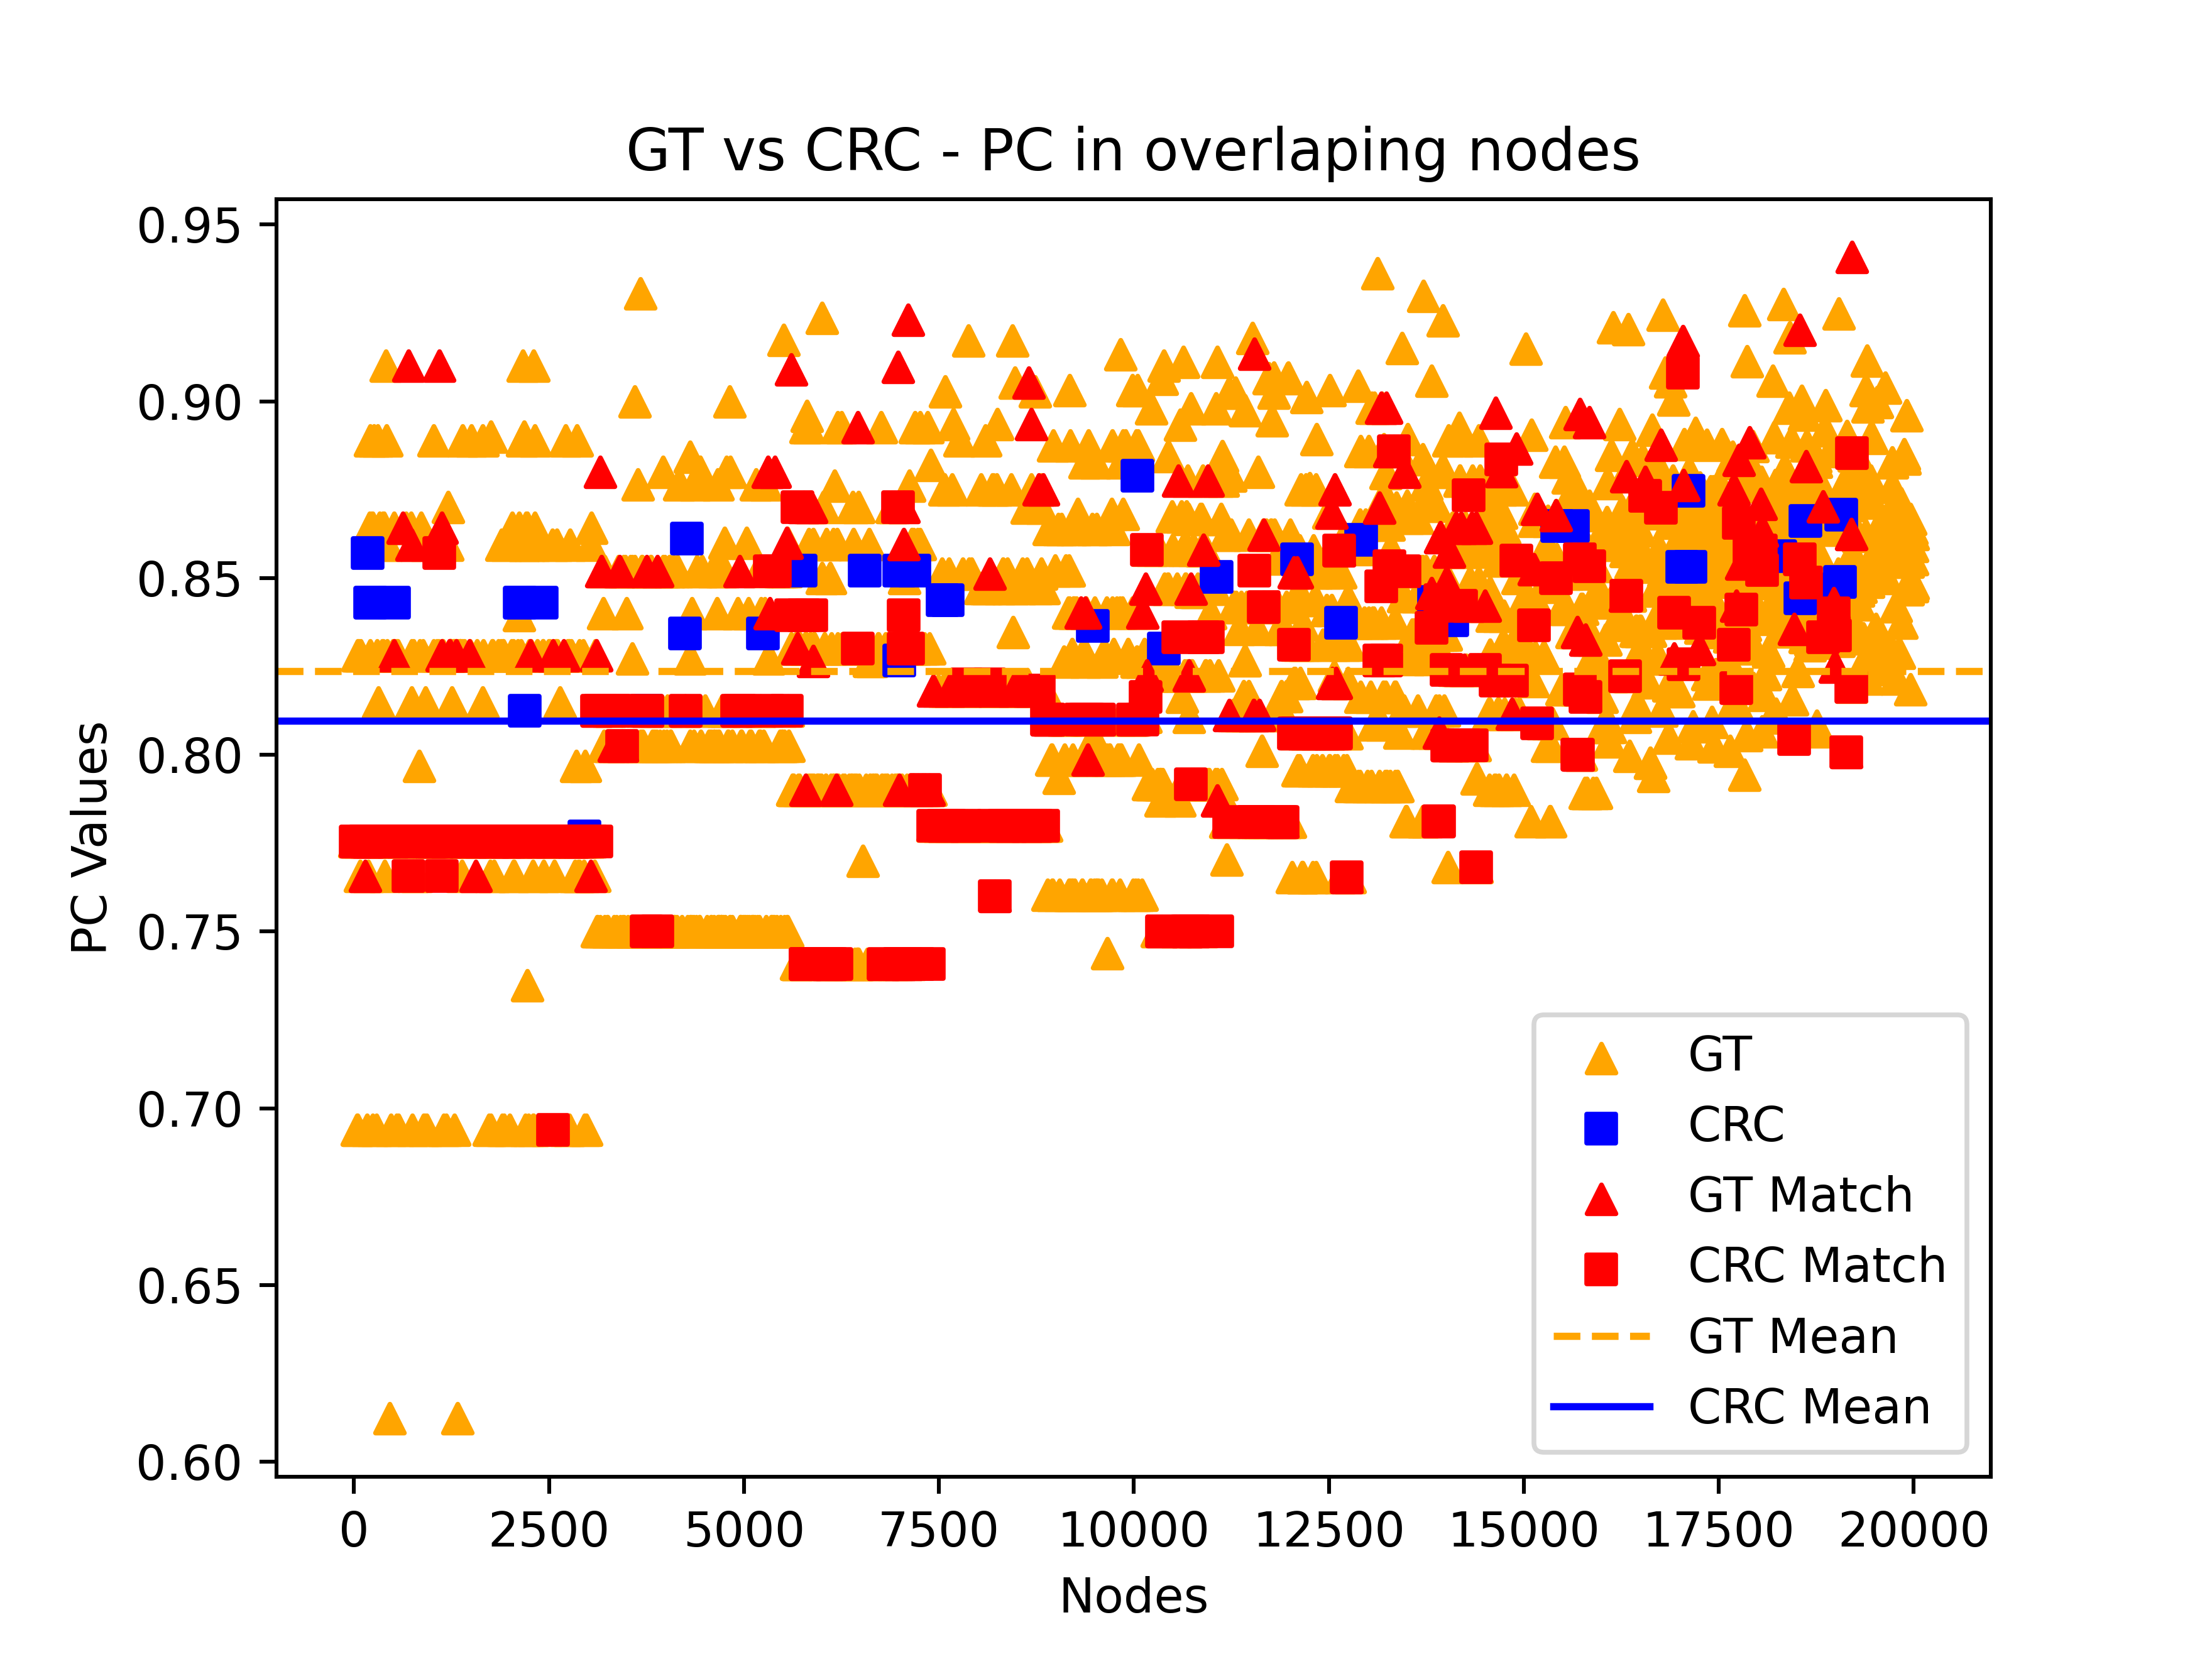 GT vs CRC - PC in overlaping nodes
PC Values
0.95
0.90
0.85
0.80
0.75
0.70
0.65
0.60
GT
CRC
GT Match
CRC Match
GT Mean
CRC Mean
0 2500 5000 7500 10000 12500 15000 17500 20000
Nodes